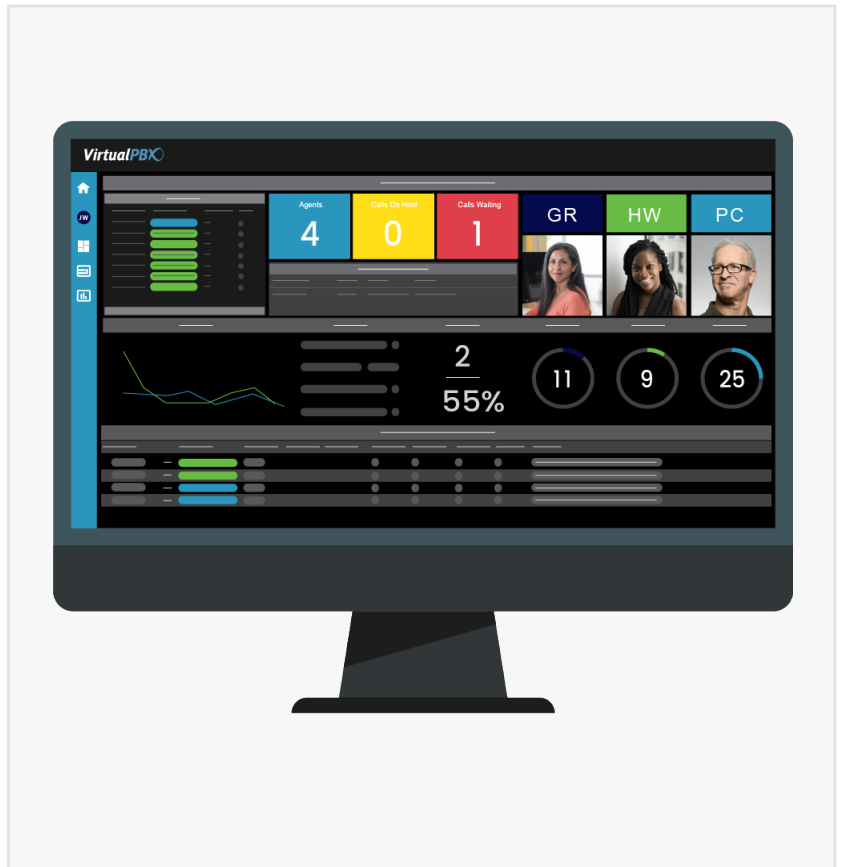 VirtualPBX
JW
Agents
4
Calls On Hold
0
Calls Waiting
1
GR
HW
PC
2
55%
11
9
25